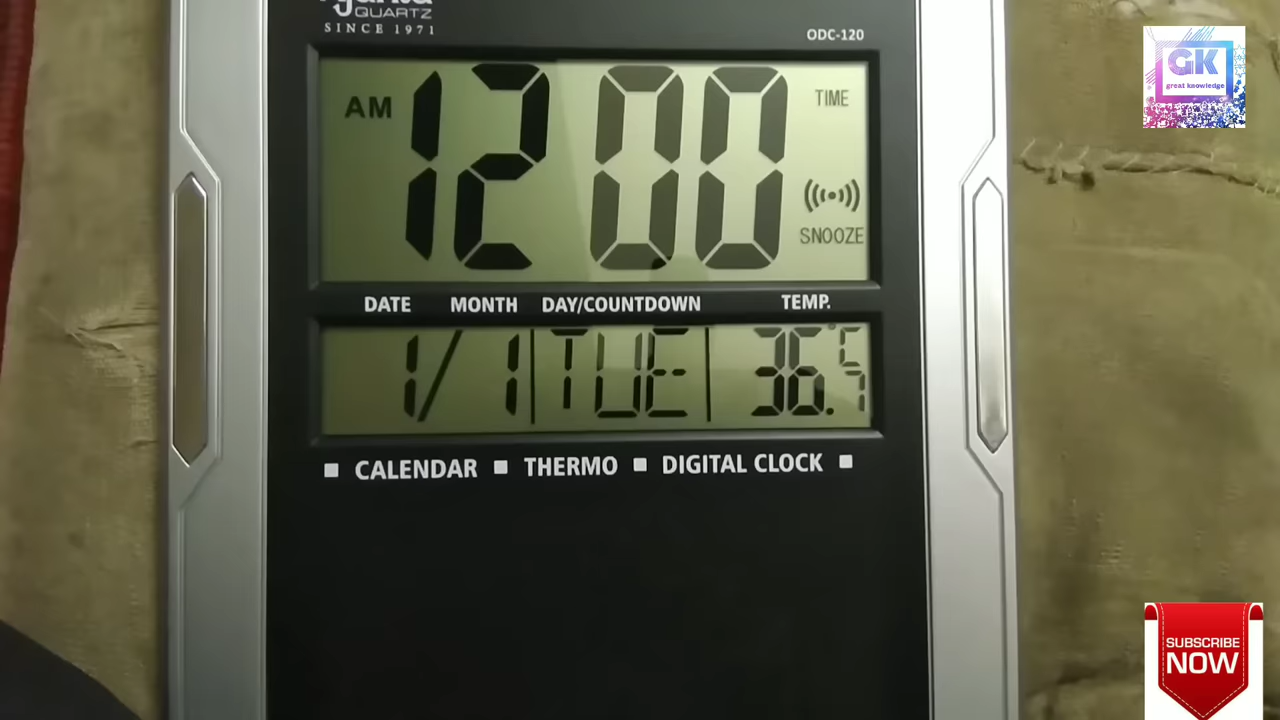 QUARTZ
SINCE 1971
ODC-120
GK
great knowledge
AM 12 00
TIME
SNOOZE
DATE MONTH DAY/COUNTDOWN TEMP.
1/ 1 TUE 36.
CALENDAR THERMO DIGITAL CLOCK
SUBSCRIBE
NOW